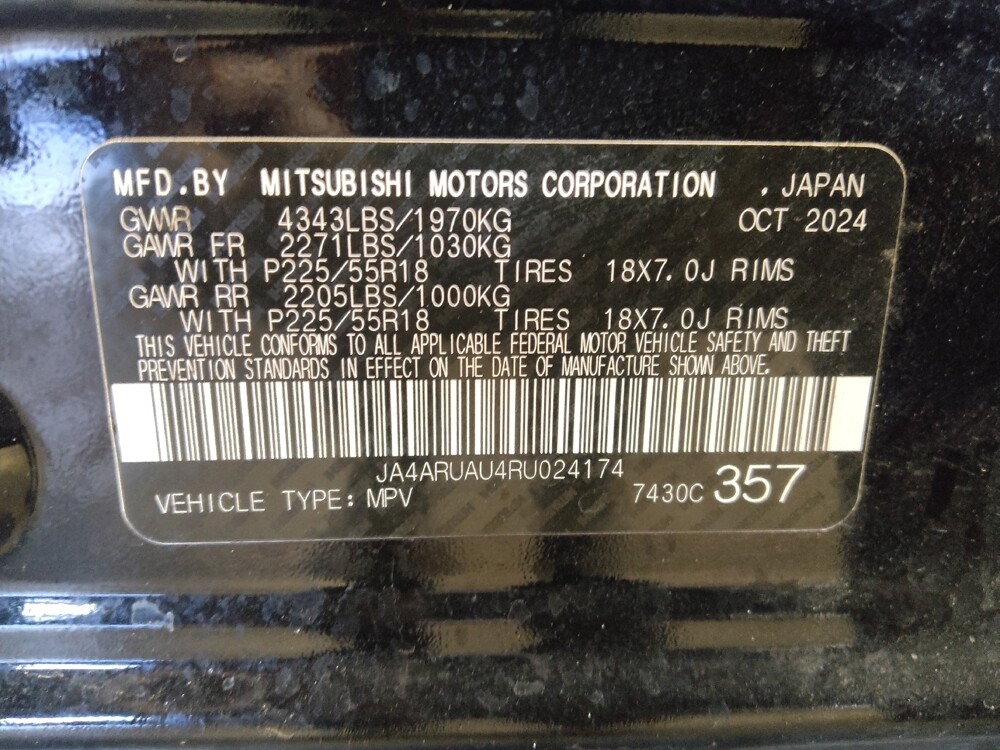 MFD.BY MITSUBISHI MOTORS CORPORATION , JAPAN
GVWR 4343LBS/1970KG OCT 2024
GAWR FR 2271LBS/1030KG
WITH P225/55R18 TIRES 18X7.0J RIMS
GAWR RR 2205LBS/1000KG
WITH P225/55R18 TIRES 18X7.0J RIMS
THIS VEHICLE CONFORMS TO ALL APPLICABLE FEDERAL MOTOR VEHICLE SAFETY AND THEFT
PREVENTION STANDARDS IN EFFECT ON THE DATE OF MANUFACTURE SHOWN ABOVE.
JA4ARUAU4RU024174
VEHICLE TYPE: MPV 7430C 357